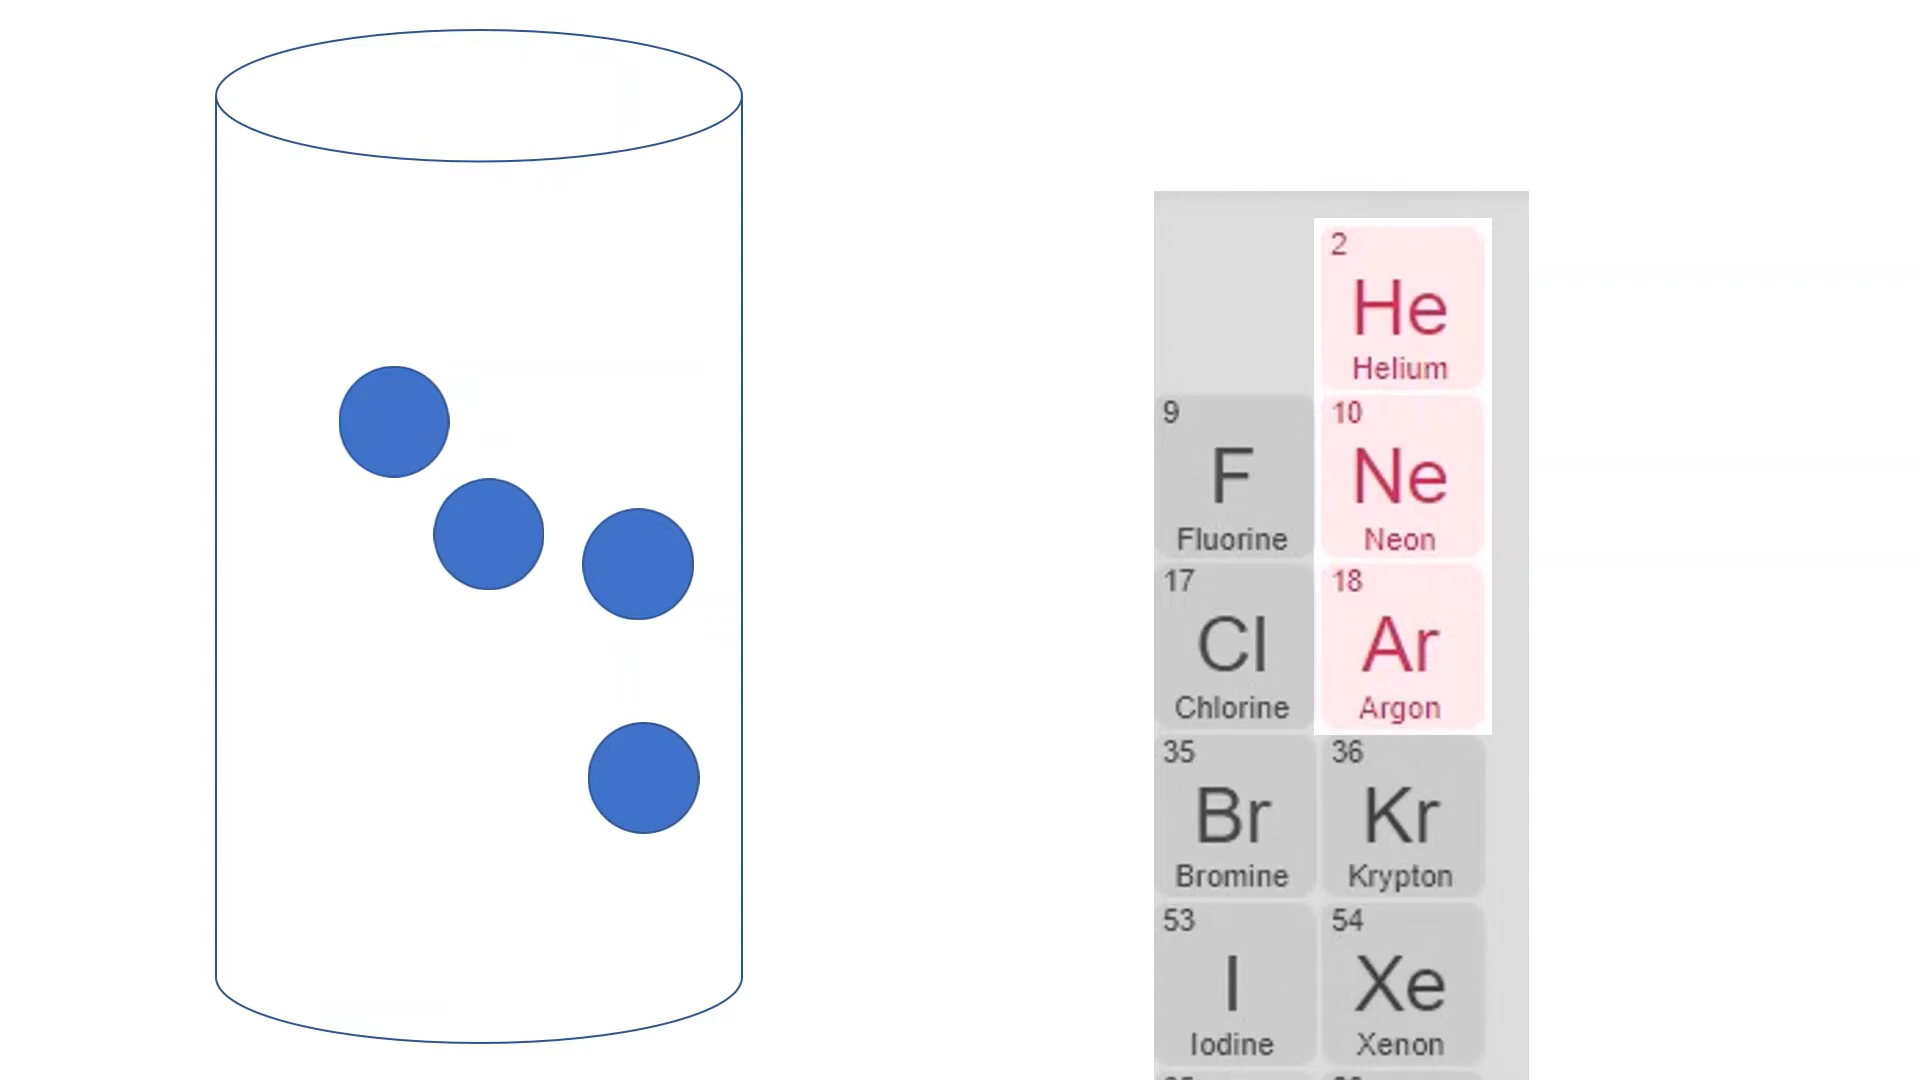 2
He
Helium
9
F
Fluorine
10
Ne
Neon
17
Cl
Chlorine
18
Ar
Argon
35
Br
Bromine
36
Kr
Krypton
53
I
Iodine
54
Xe
Xenon